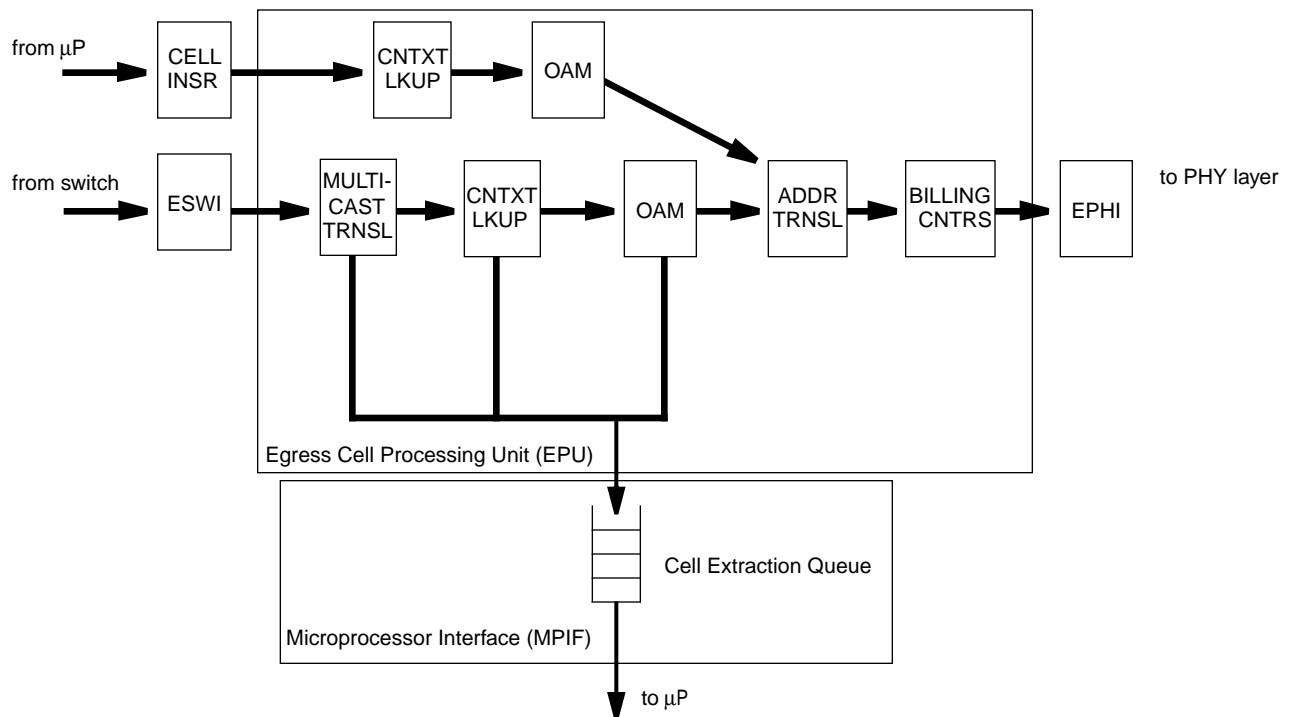 from μP
CELL
INSR
CNTXT
LKUP
OAM
from switch
ESWI
MULTI-
CAST
TRNSL
CNTXT
LKUP
OAM
ADDR
TRNSL
BILLING
CNTRS
EPHI
to PHY layer
Egress Cell Processing Unit (EPU)
Cell Extraction Queue
Microprocessor Interface (MPIF)
to μP